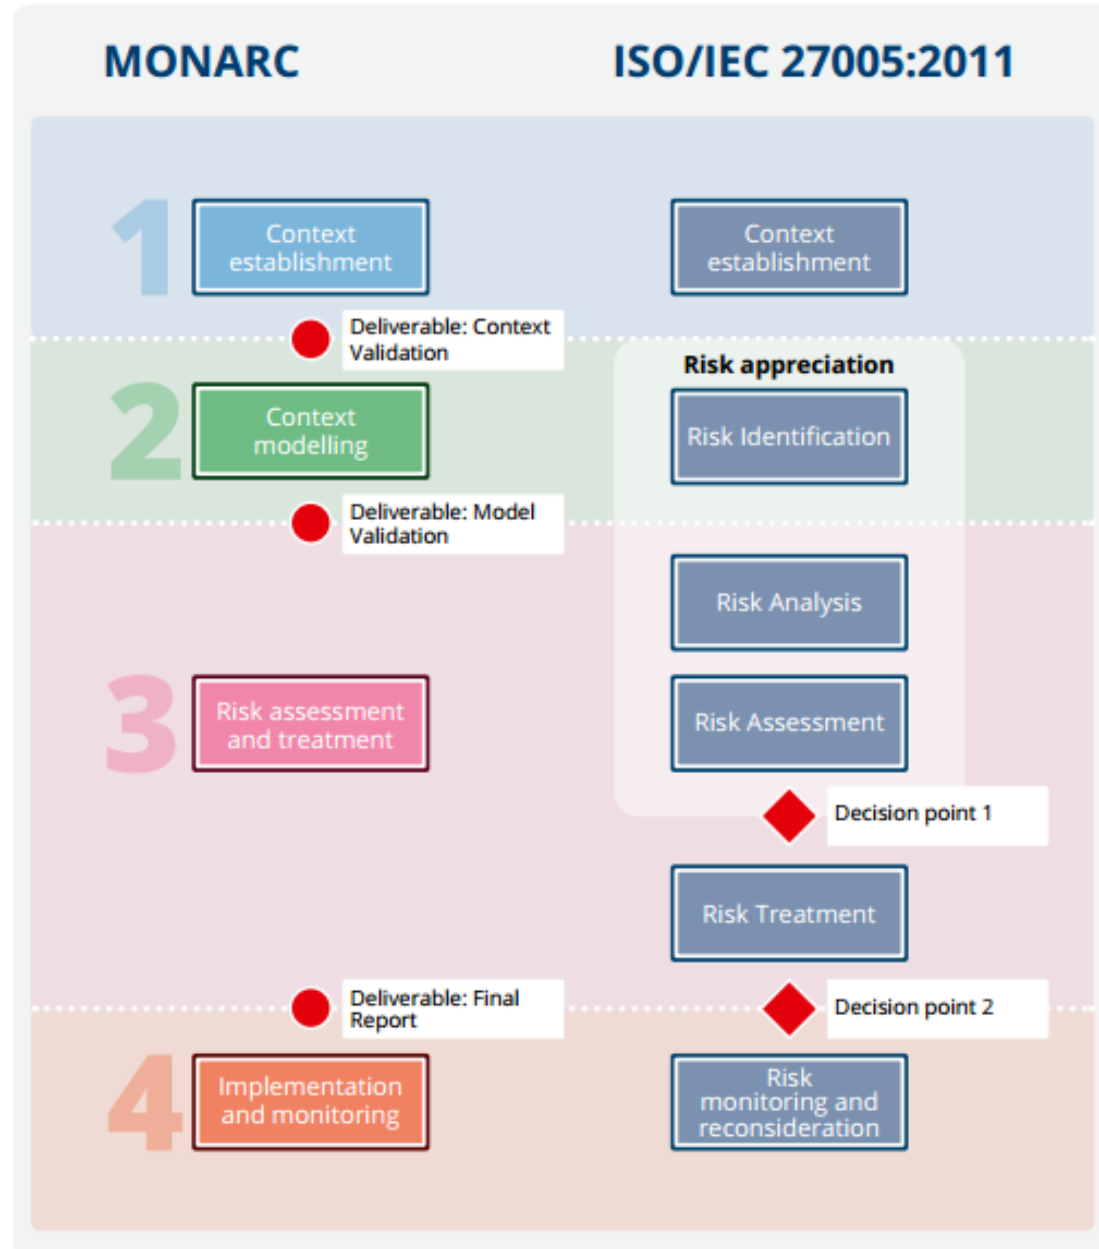 MONARC
ISO/IEC 27005:2011
1
Context
establishment
Context
establishment
Deliverable: Context
Validation
2
Context
modelling
Risk appreciation
Risk Identification
Deliverable: Model
Validation
Risk Analysis
3
Risk assessment
and treatment
Risk Assessment
Decision point 1
Risk Treatment
Deliverable: Final
Report
Decision point 2
4
Implementation
and monitoring
Risk
monitoring and
reconsideration